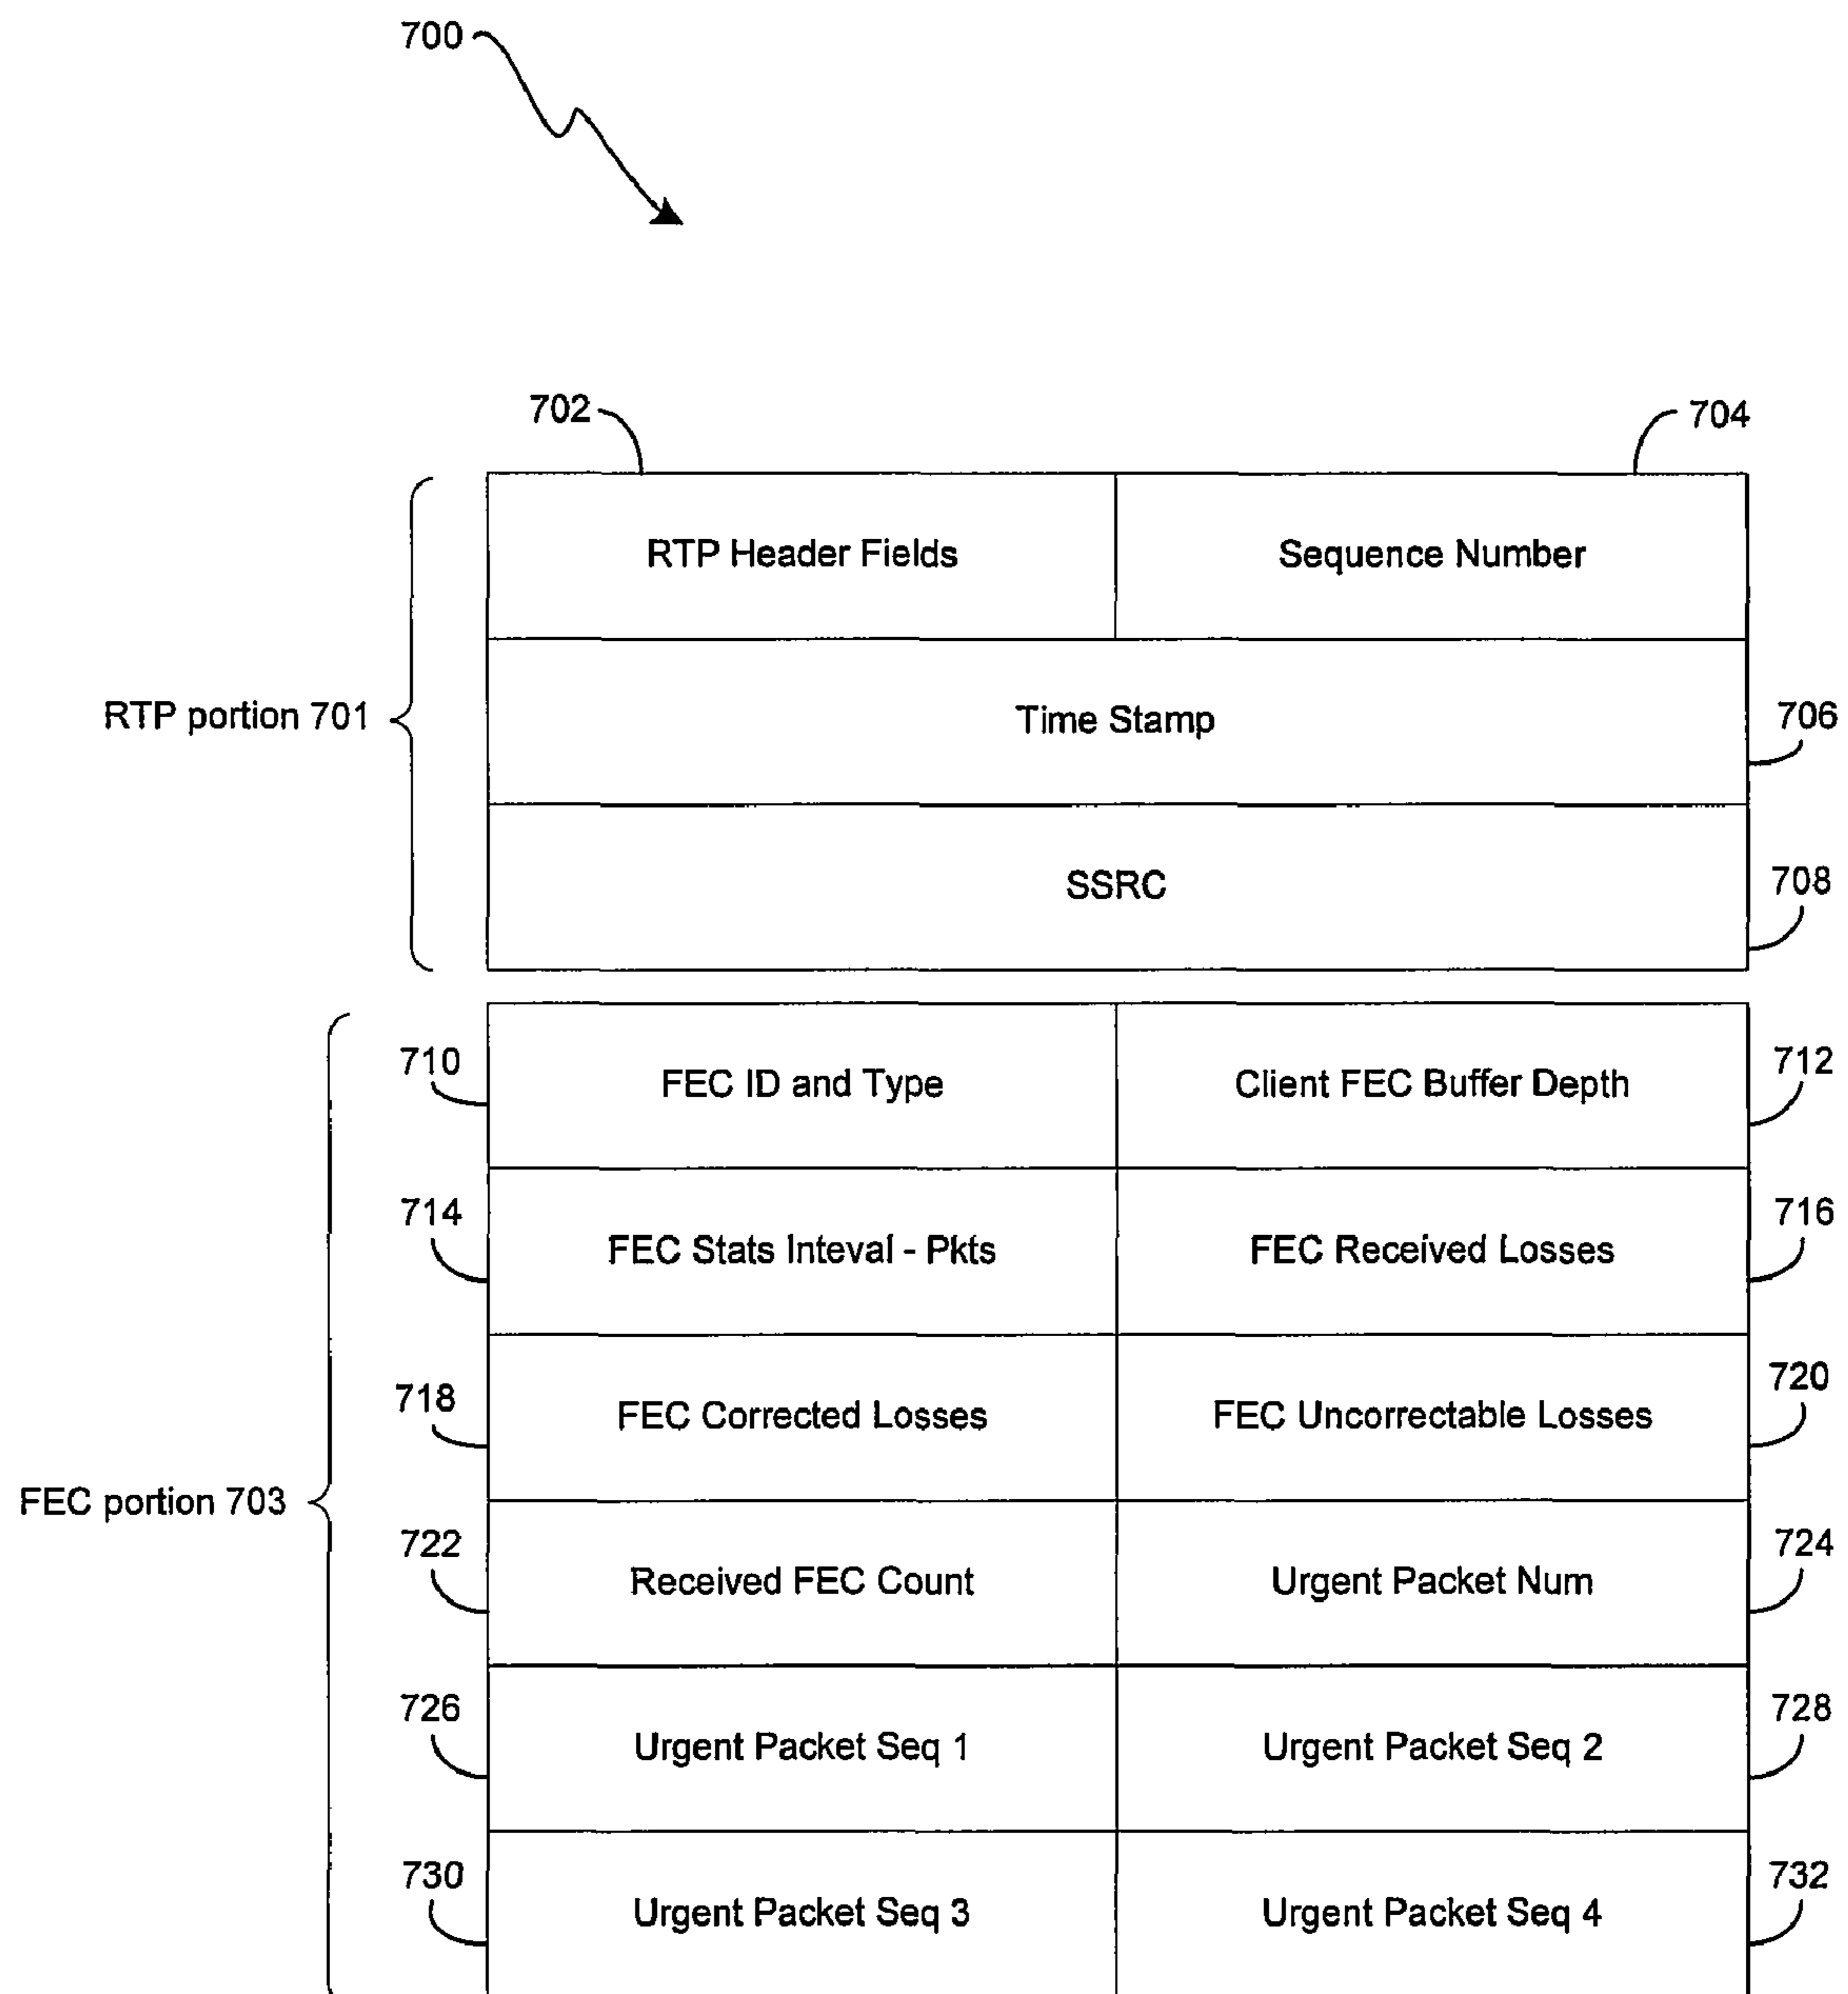 700
702
704
RTP Header Fields
Sequence Number
RTP portion 701
Time Stamp
706
SSRC
708
710
FEC ID and Type
Client FEC Buffer Depth
712
714
FEC Stats Inteval - Pkts
FEC Received Losses
716
718
FEC Corrected Losses
FEC Uncorrectable Losses
720
FEC portion 703
722
Received FEC Count
Urgent Packet Num
724
726
Urgent Packet Seq 1
Urgent Packet Seq 2
728
730
Urgent Packet Seq 3
Urgent Packet Seq 4
732